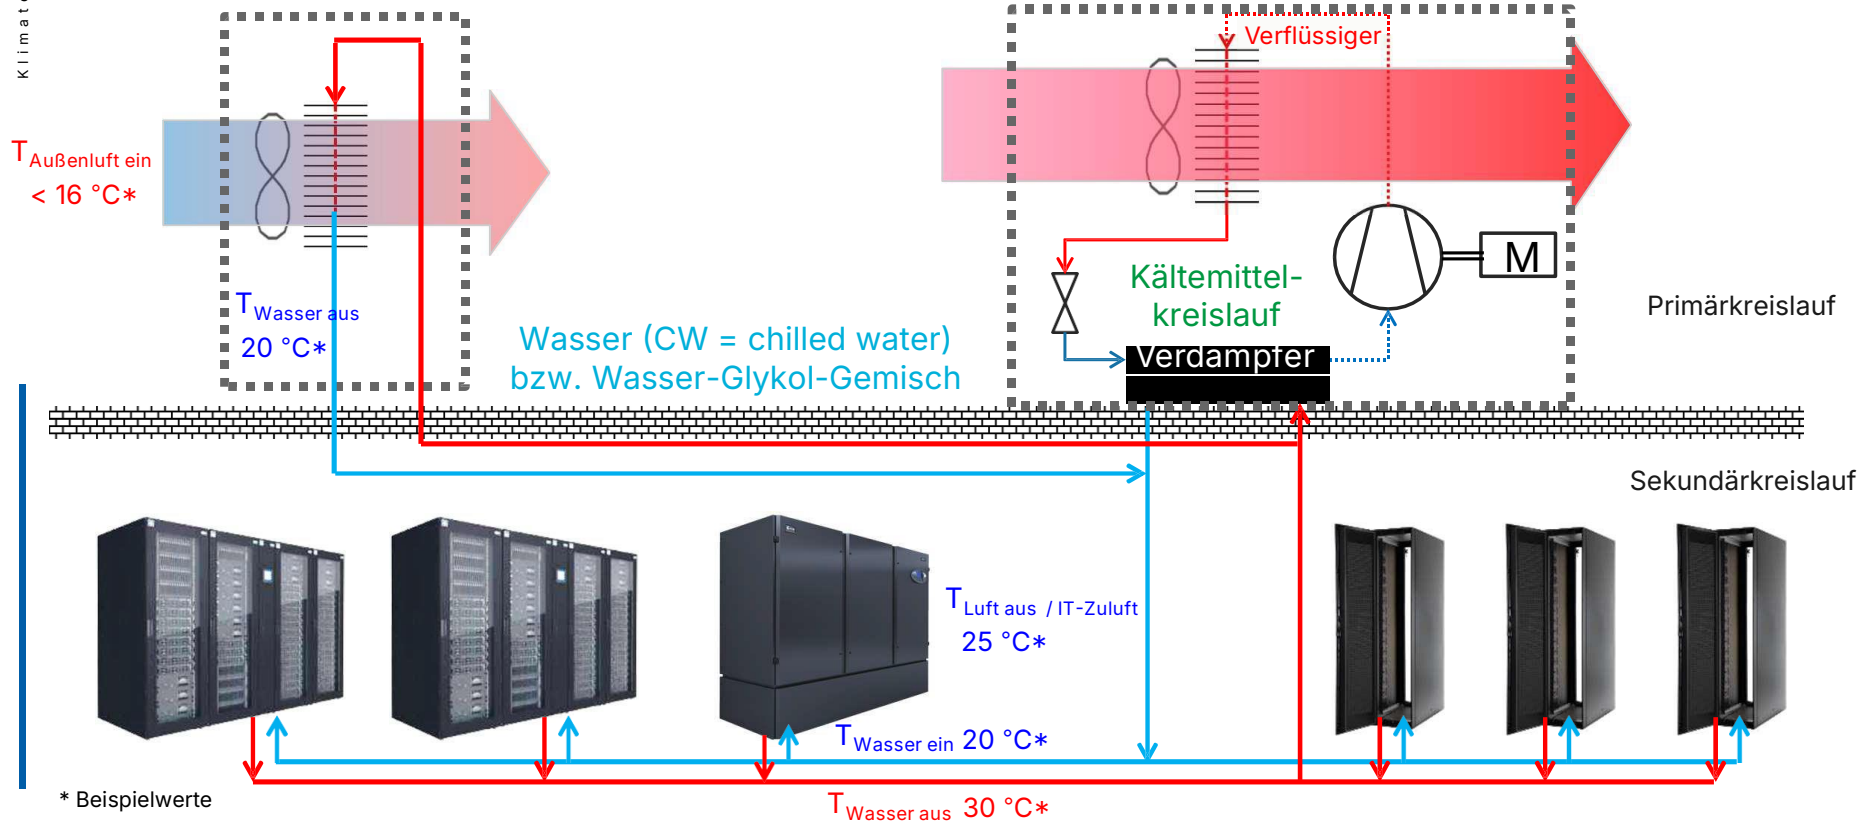 Verflüssiger
T Außenluft ein
< 16 °C*
M
Kältemittel-
kreislauf
T Wasser aus
20 °C*
Primärkreislauf
Wasser (CW = chilled water)
bzw. Wasser-Glykol-Gemisch
Verdampfer
Sekundärkreislauf
T Luft aus / IT-Zuluft
25 °C*
T Wasser ein 20 °C*
* Beispielwerte
T Wasser aus 30 °C*